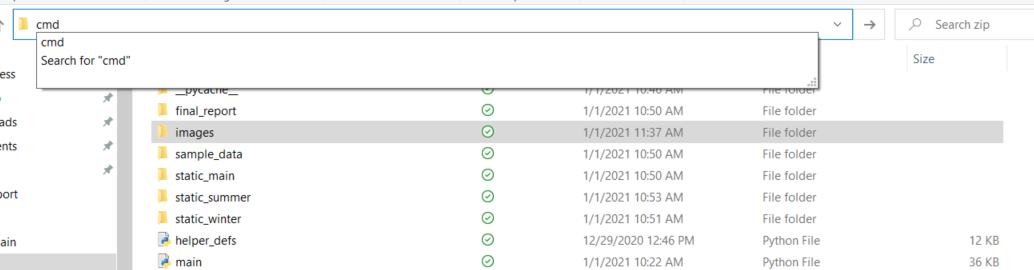 cmd
Search zip
cmd
Search for "cmd"
Size
ess
__pycache__ 1/1/2021 10:46 AM File folder
final_report 1/1/2021 10:50 AM File folder
ads
images 1/1/2021 11:37 AM File folder
ents
sample_data 1/1/2021 10:50 AM File folder
static_main 1/1/2021 10:50 AM File folder
port
static_summer 1/1/2021 10:53 AM File folder
static_winter 1/1/2021 10:51 AM File folder
ain
helper_defs 12/29/2020 12:46 PM Python File 12 KB
main 1/1/2021 10:22 AM Python File 36 KB